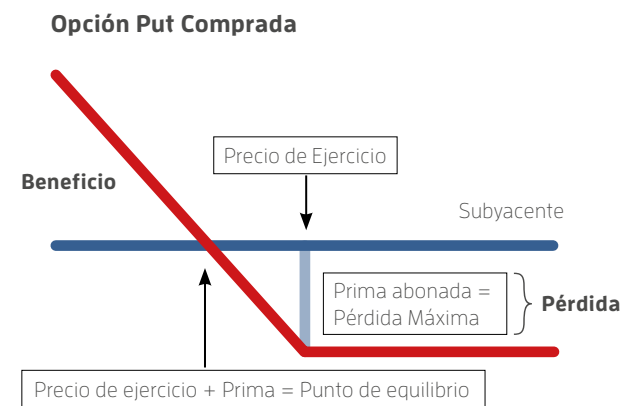 Opción Put Comprada
Precio de Ejercicio
Beneficio
Subyacente
Prima abonada =
Pérdida Máxima
Pérdida
Precio de ejercicio + Prima = Punto de equilibrio